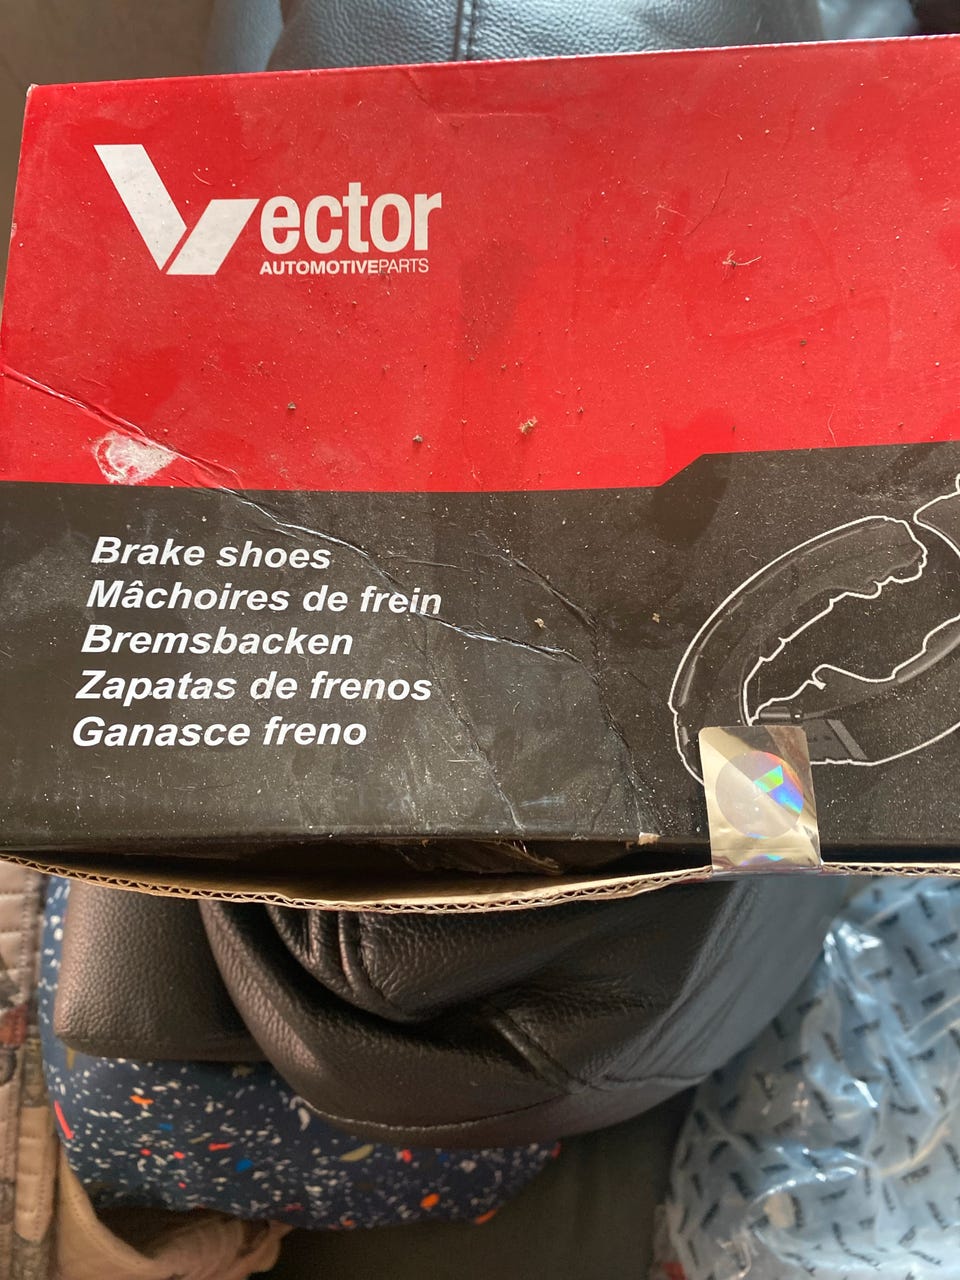 Vector
AUTOMOTIVEPARTS
Brake shoes
Mâchoires de frein
Bremsbacken
Zapatas de frenos
Ganasce freno